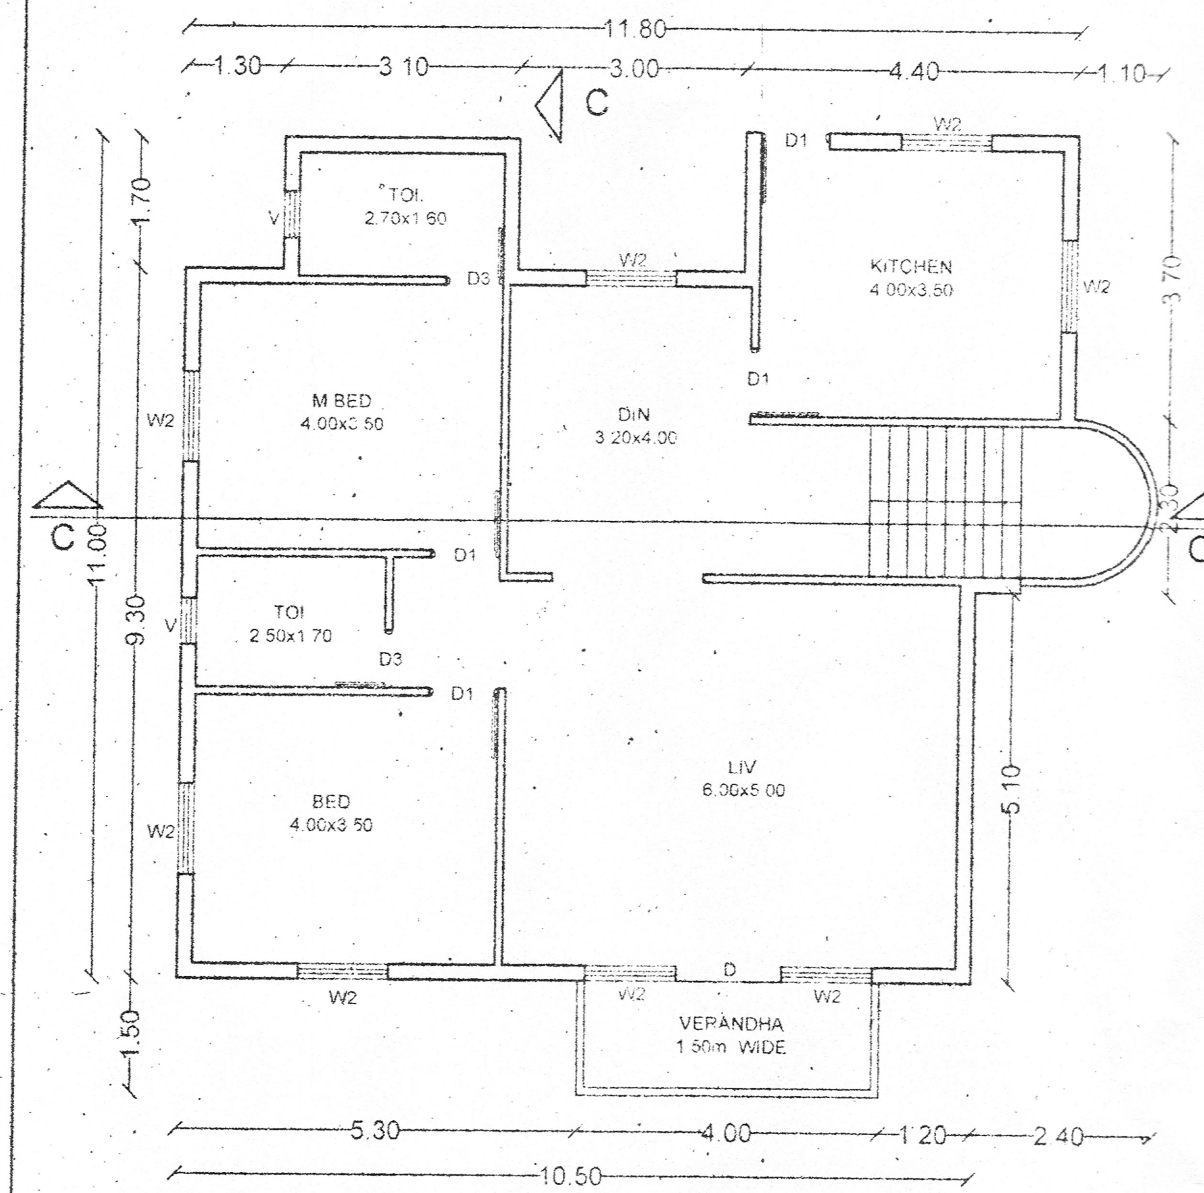 11.80
1.30 3.10 3.00 4.40 1.10
C
D1 W2
1.70
TOI.
2.70x1.60
V
D3
W2
KITCHEN
4.00x3.50
W2
3.70
M.BED
4.00x3.50
W2
DIN
3.20x4.00
D1
C
11.00
2.30
C
D1
9.30
TOI
2.50x1.70
V
D3
D1
LIV
6.00x5.00
5.10
BED
4.00x3.50
W2
D
W2 W2 W2
VERANDHA
1.50m WIDE
1.50
5.30 4.00 1.20 2.40
10.50